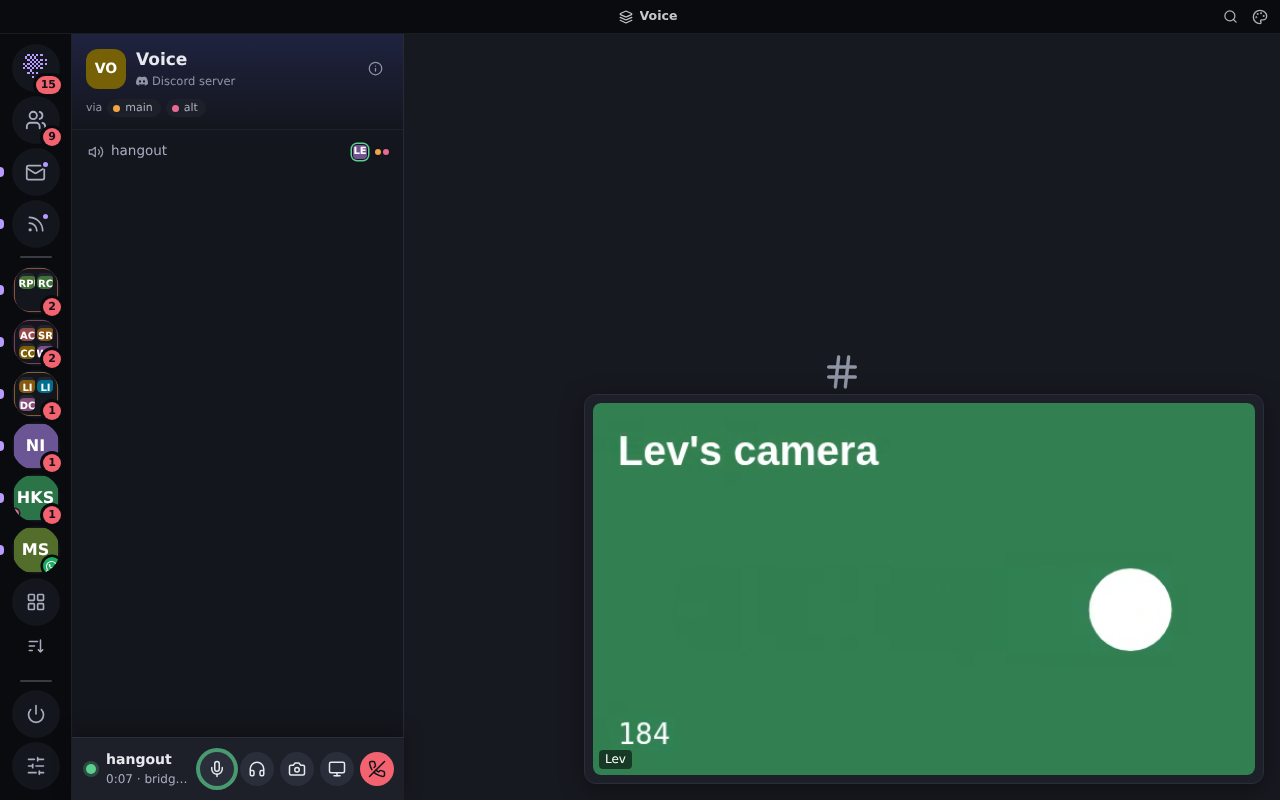 Voice
15
9
RP RC
2
AC SR
CC
2
LI LI
DC
1
NI
1
HKS
1
MS
VO
Voice
Discord server
via main alt
hangout
LE
hangout
0:07 · bridg...
Lev's camera
184
Lev